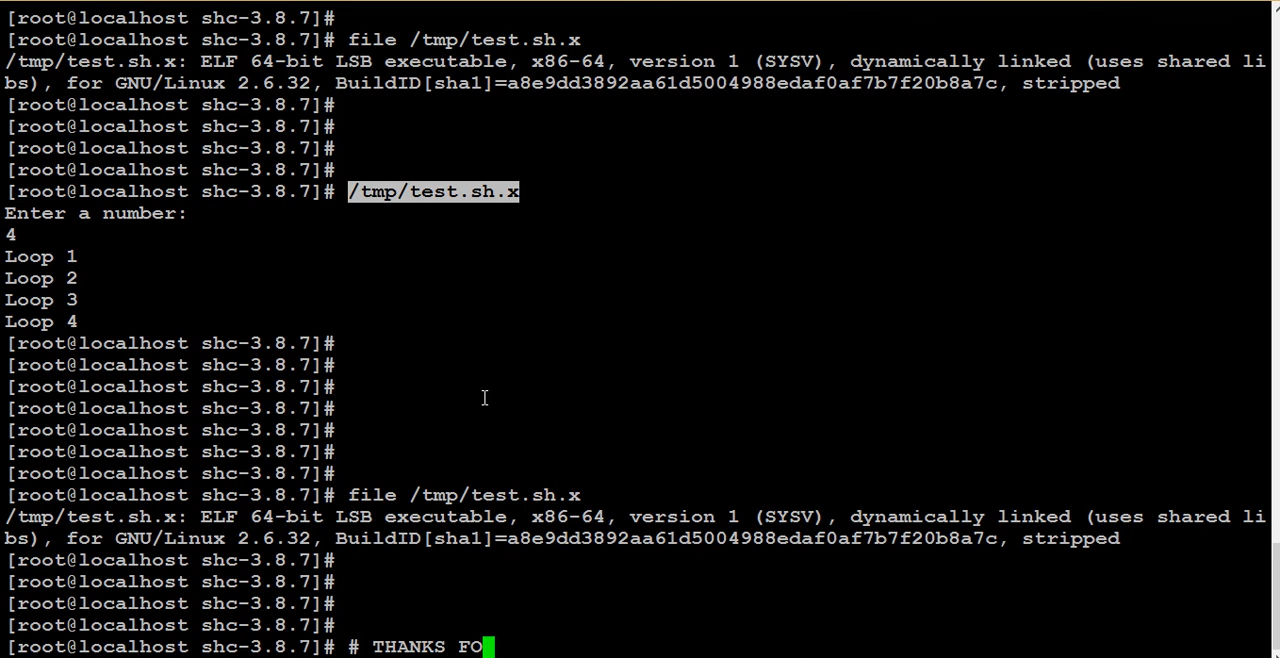 [root@localhost shc-3.8.7]#
[root@localhost shc-3.8.7]# file /tmp/test.sh.x
/tmp/test.sh.x: ELF 64-bit LSB executable, x86-64, version 1 (SYSV), dynamically linked (uses shared li
bs), for GNU/Linux 2.6.32, BuildID[sha1]=a8e9dd3892aa61d5004988edaf0af7b7f20b8a7c, stripped
[root@localhost shc-3.8.7]#
[root@localhost shc-3.8.7]#
[root@localhost shc-3.8.7]#
[root@localhost shc-3.8.7]#
[root@localhost shc-3.8.7]# /tmp/test.sh.x
Enter a number:
4
Loop 1
Loop 2
Loop 3
Loop 4
[root@localhost shc-3.8.7]#
[root@localhost shc-3.8.7]#
[root@localhost shc-3.8.7]#
[root@localhost shc-3.8.7]#
[root@localhost shc-3.8.7]#
[root@localhost shc-3.8.7]#
[root@localhost shc-3.8.7]#
[root@localhost shc-3.8.7]# file /tmp/test.sh.x
/tmp/test.sh.x: ELF 64-bit LSB executable, x86-64, version 1 (SYSV), dynamically linked (uses shared li
bs), for GNU/Linux 2.6.32, BuildID[sha1]=a8e9dd3892aa61d5004988edaf0af7b7f20b8a7c, stripped
[root@localhost shc-3.8.7]#
[root@localhost shc-3.8.7]#
[root@localhost shc-3.8.7]#
[root@localhost shc-3.8.7]#
[root@localhost shc-3.8.7]# # THANKS FO